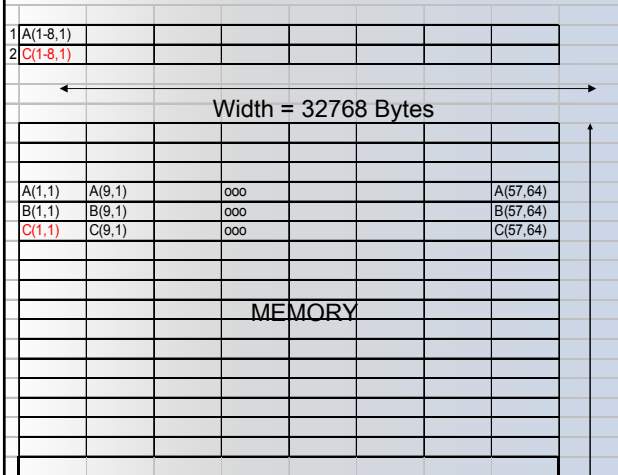 1 A(1-8,1)
2 C(1-8,1)
Width = 32768 Bytes
A(1,1) A(9,1) ooo A(57,64)
B(1,1) B(9,1) ooo B(57,64)
C(1,1) C(9,1) ooo C(57,64)
MEMORY